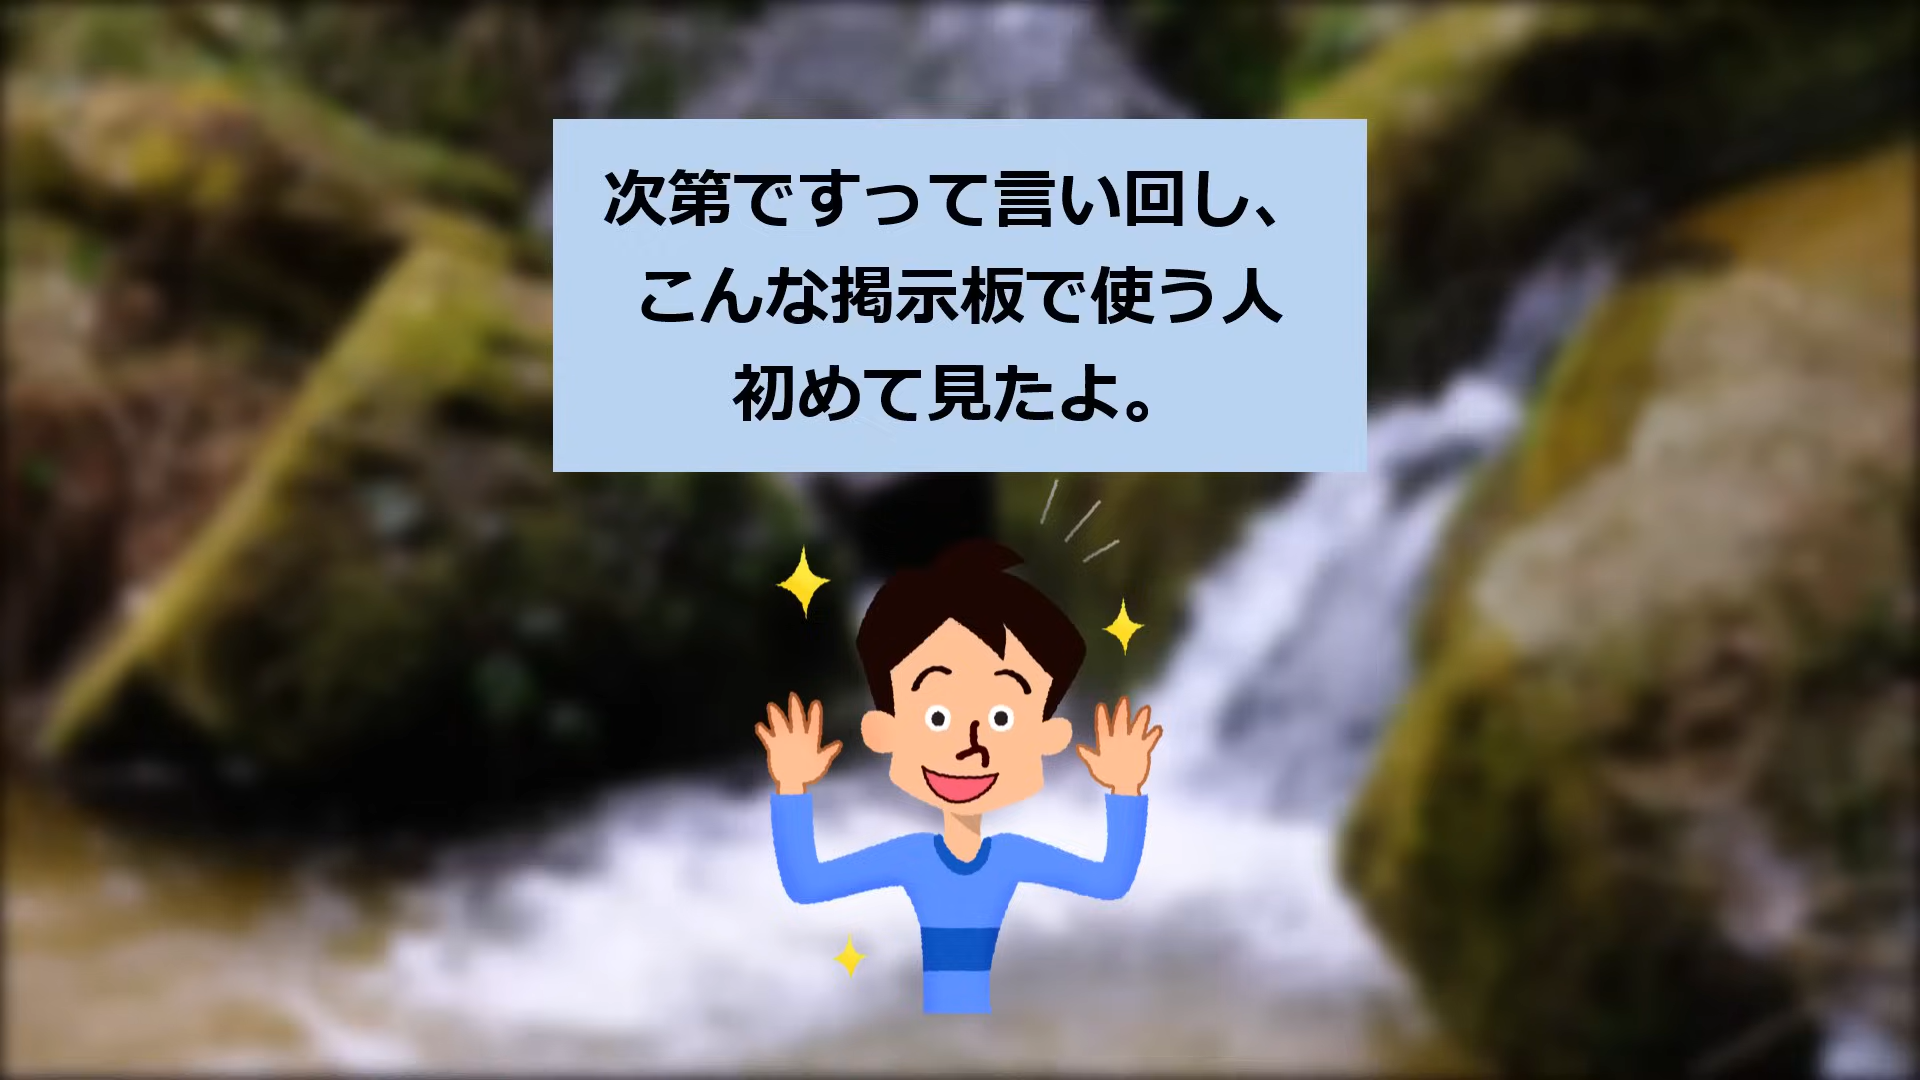 次第ですって言い回し、
こんな掲示板で使う人
初めて見たよ。